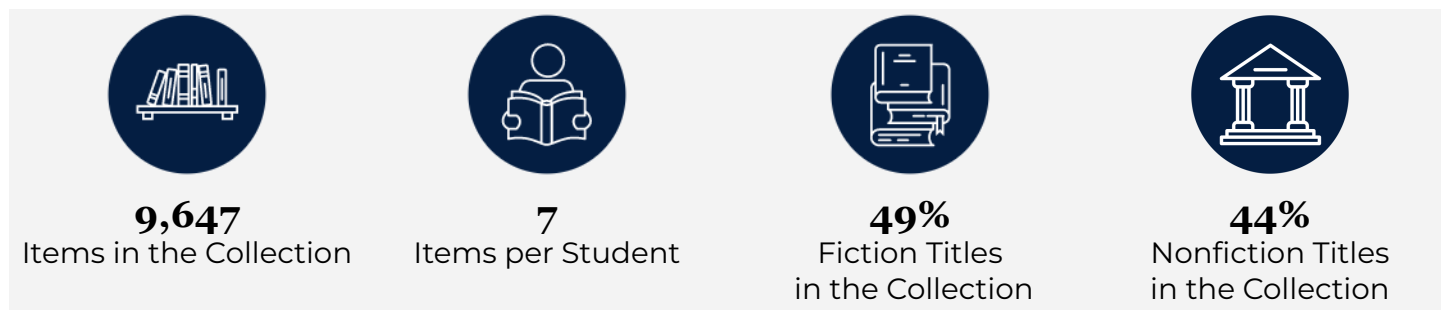 9,647
Items in the Collection
7
Items per Student
49%
Fiction Titles
in the Collection
44%
Nonfiction Titles
in the Collection